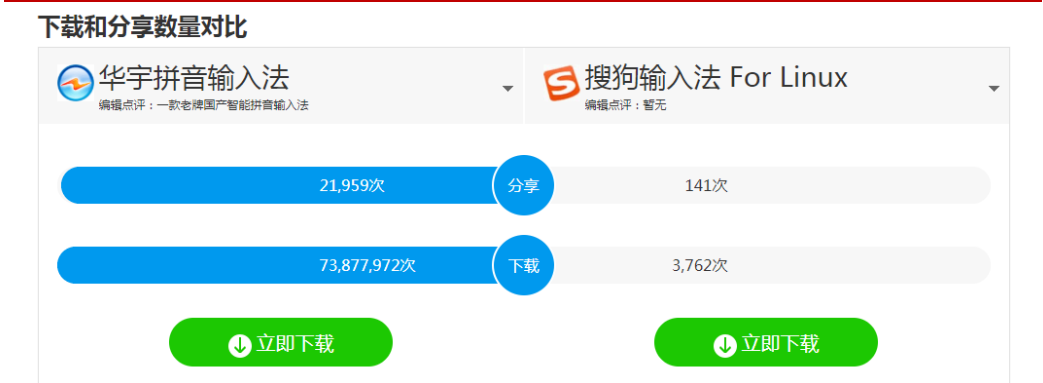 下载和分享数量对比
华宇拼音输入法
编辑点评：一款老牌国产智能拼音输入法
搜狗输入法 For Linux
编辑点评：暂无
21,959次 分享 141次
73,877,972次 下载 3,762次
立即下载 立即下载